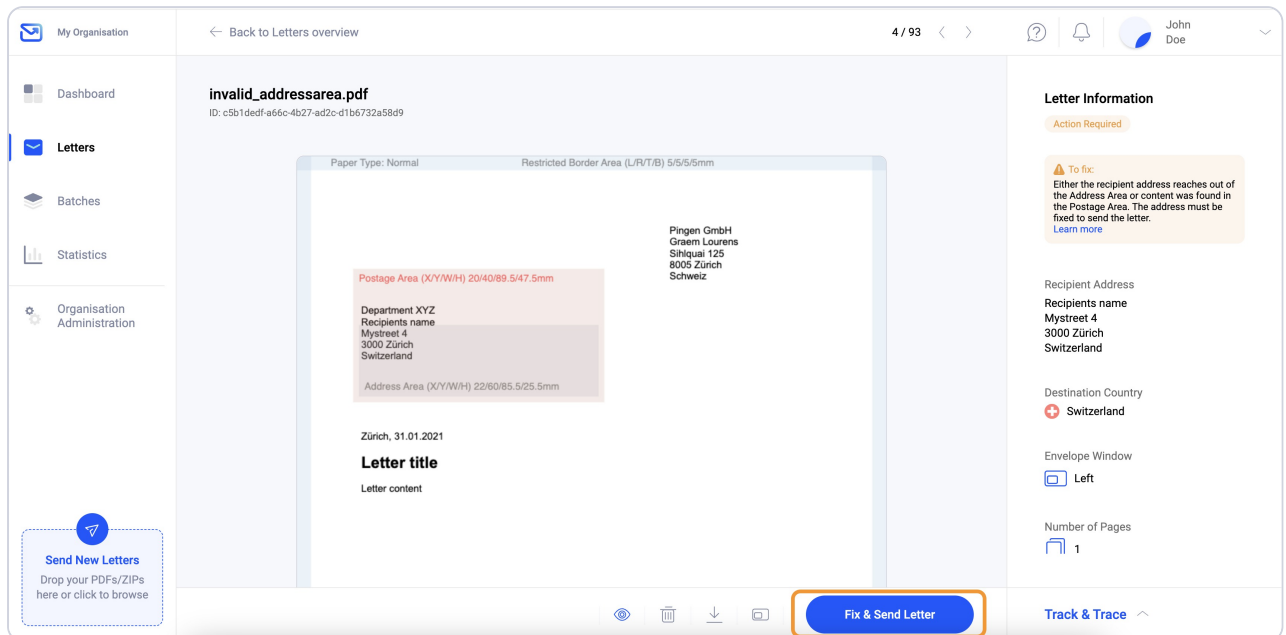 My Organisation
Back to Letters overview
4 / 93
John
Doe
Dashboard
Letters
Batches
Statistics
Organisation
Administration
Send New Letters
Drop your PDFs/ZIPs
here or click to browse
invalid_addressarea.pdf
ID: c5b1dedf-a66c-4b27-ad2c-d1b6732a58d9
Paper Type: Normal
Restricted Border Area (L/R/T/B) 5/5/5/5mm
Pingen GmbH
Graem Lourens
Sihlquai 125
8005 Zürich
Schweiz
Postage Area (X/Y/W/H) 20/40/89.5/47.5mm
Department XYZ
Recipients name
Mystreet 4
3000 Zürich
Switzerland
Address Area (X/Y/W/H) 22/60/85.5/25.5mm
Zürich, 31.01.2021
Letter title
Letter content
Fix & Send Letter
Letter Information
Action Required
To fix:
Either the recipient address reaches out of
the Address Area or content was found in
the Postage Area. The address must be
fixed to send the letter.
Learn more
Recipient Address
Recipients name
Mystreet 4
3000 Zürich
Switzerland
Destination Country
Switzerland
Envelope Window
Left
Number of Pages
1
Track & Trace